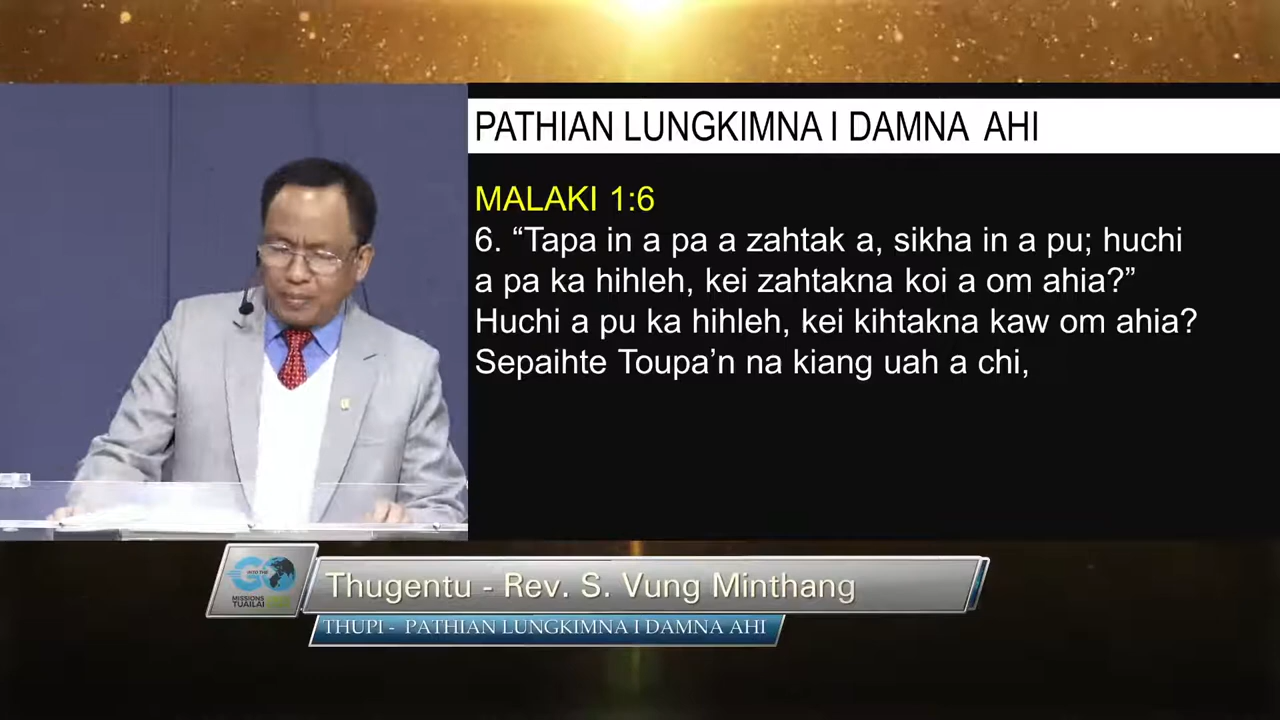 PATHIAN LUNGKIMNA I DAMNA AHI
MALAKI 1:6
6. “Tapa in a pa a zahtak a, sikha in a pu; huchi
a pa ka hihleh, kei zahtakna koi a om ahia?”
Huchi a pu ka hihleh, kei kihtakna kaw om ahia?
Sepaihte Toupa’n na kiang uah a chi,
GO
INTO THE
MISSIONS
TUAILAI
Thugentu - Rev. S. Vung Minthang
THUPI - PATHIAN LUNGKIMNA I DAMNA AHI